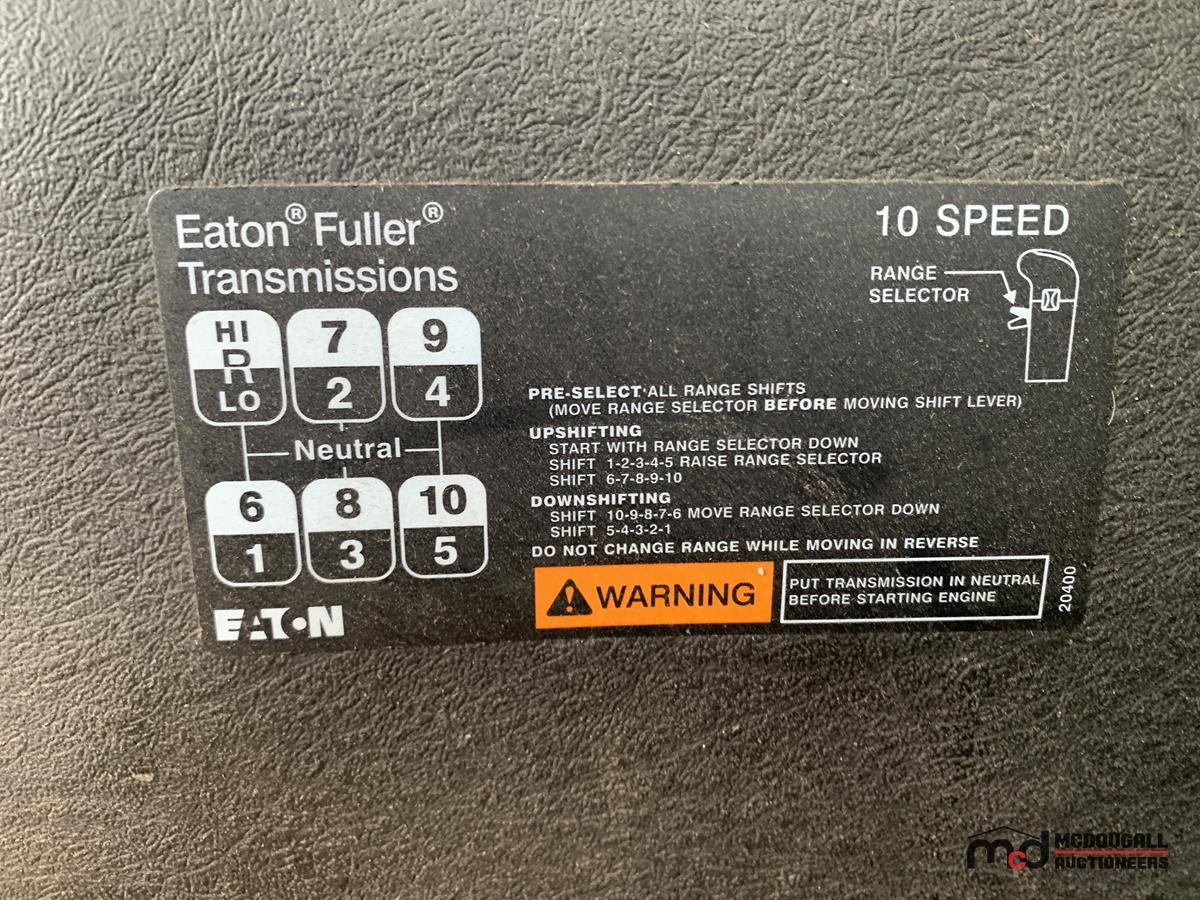 Eaton® Fuller®
Transmissions
10 SPEED
RANGE
SELECTOR
HI
R
LO
7
2
9
4
Neutral
6
1
8
3
10
5
EATON
PRE-SELECT ALL RANGE SHIFTS
(MOVE RANGE SELECTOR BEFORE MOVING SHIFT LEVER)
UPSHIFTING
START WITH RANGE SELECTOR DOWN
SHIFT 1-2-3-4-5 RAISE RANGE SELECTOR
SHIFT 6-7-8-9-10
DOWNSHIFTING
SHIFT 10-9-8-7-6 MOVE RANGE SELECTOR DOWN
SHIFT 5-4-3-2-1
DO NOT CHANGE RANGE WHILE MOVING IN REVERSE
WARNING
PUT TRANSMISSION IN NEUTRAL
BEFORE STARTING ENGINE
20400
mcd
MCDOUGALL
AUCTIONEERS